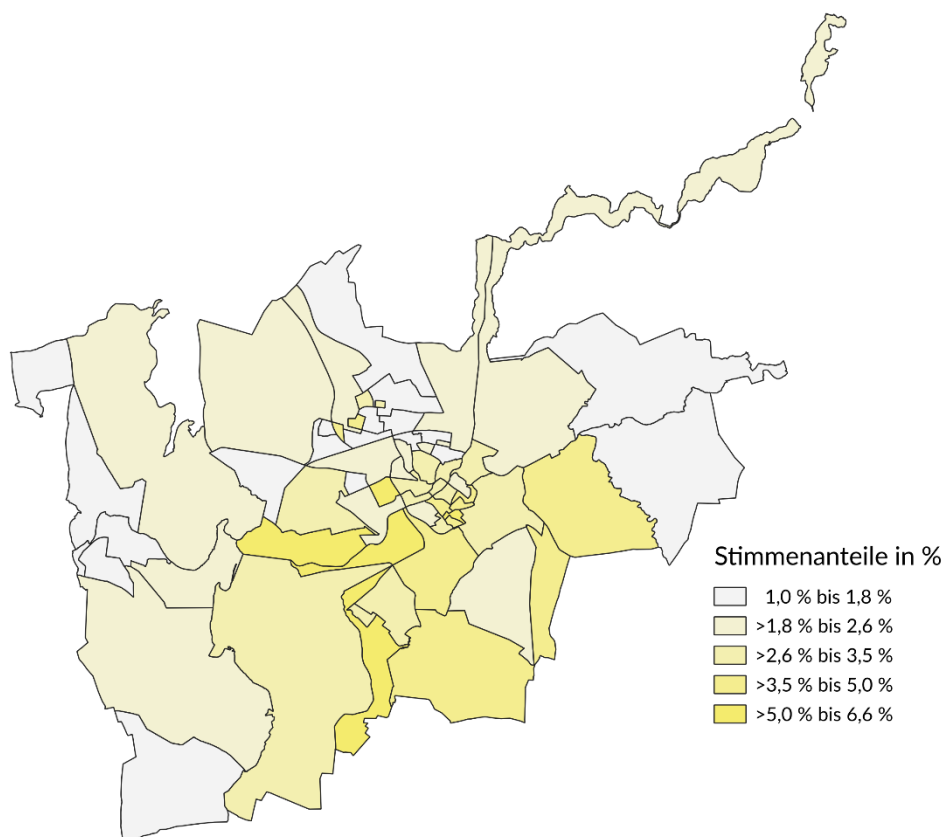 Stimmenanteile in %
1,0 % bis 1,8 %
>1,8 % bis 2,6 %
>2,6 % bis 3,5 %
>3,5 % bis 5,0 %
>5,0 % bis 6,6 %